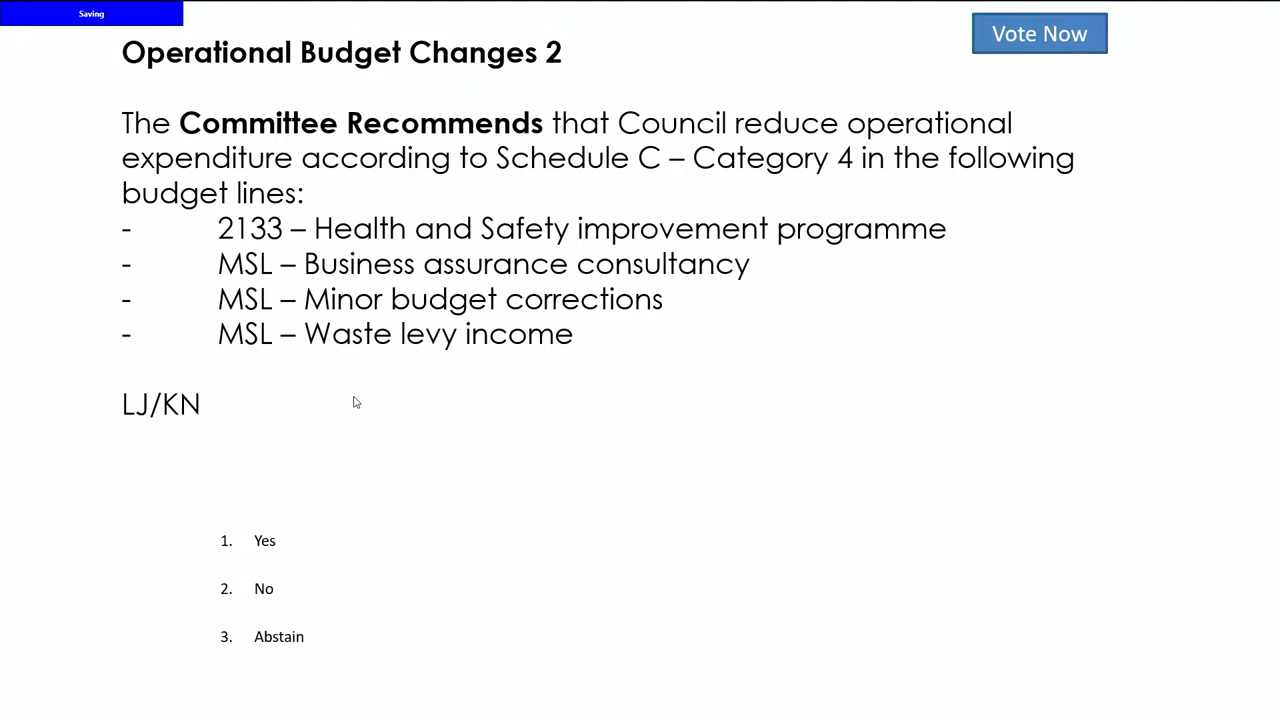 Saving
Vote Now
Operational Budget Changes 2
The Committee Recommends that Council reduce operational
expenditure according to Schedule C – Category 4 in the following
budget lines:
- 2133 – Health and Safety improvement programme
- MSL – Business assurance consultancy
- MSL – Minor budget corrections
- MSL – Waste levy income
LJ/KN
1. Yes
2. No
3. Abstain